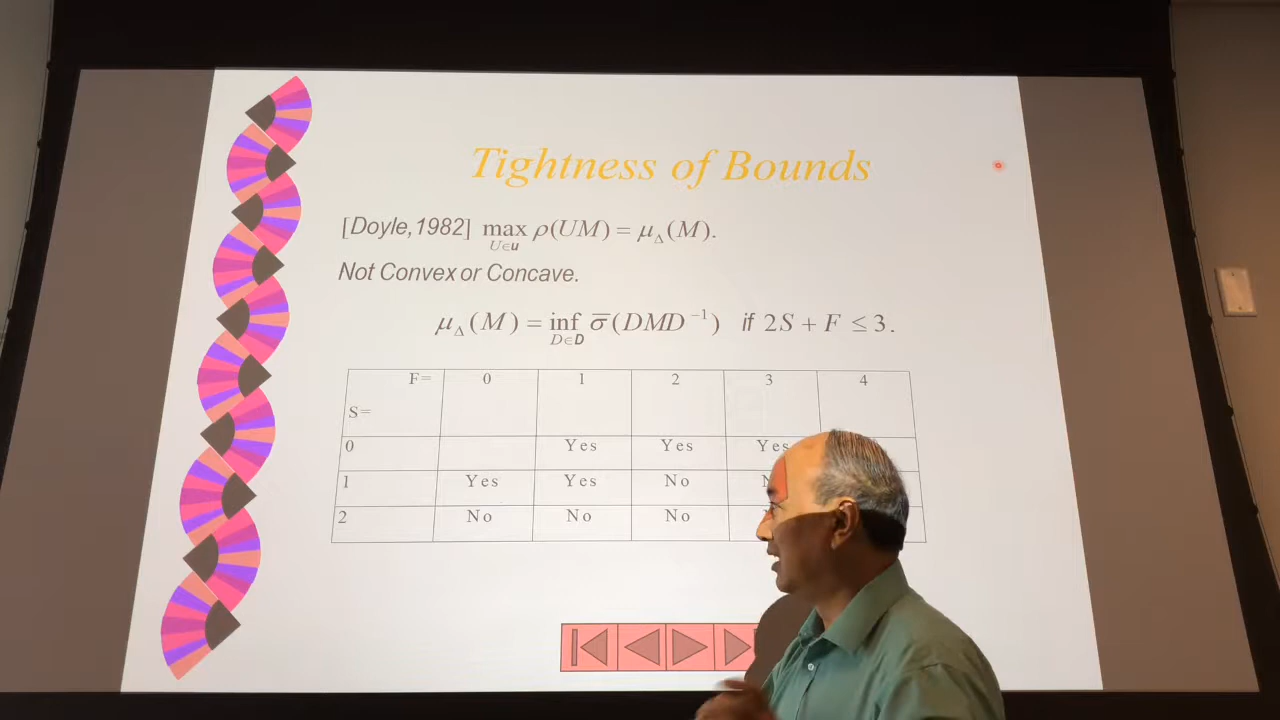 Tightness of Bounds
[Doyle,1982] max ρ(UM) = μ_Δ(M).
U∈u
Not Convex or Concave.
μ_Δ(M) = inf σ̅(DMD⁻¹) if 2S + F ≤ 3.
D∈D
F= 0 1 2 3 4
S=
0 Yes Yes Yes
1 Yes Yes No
2 No No No